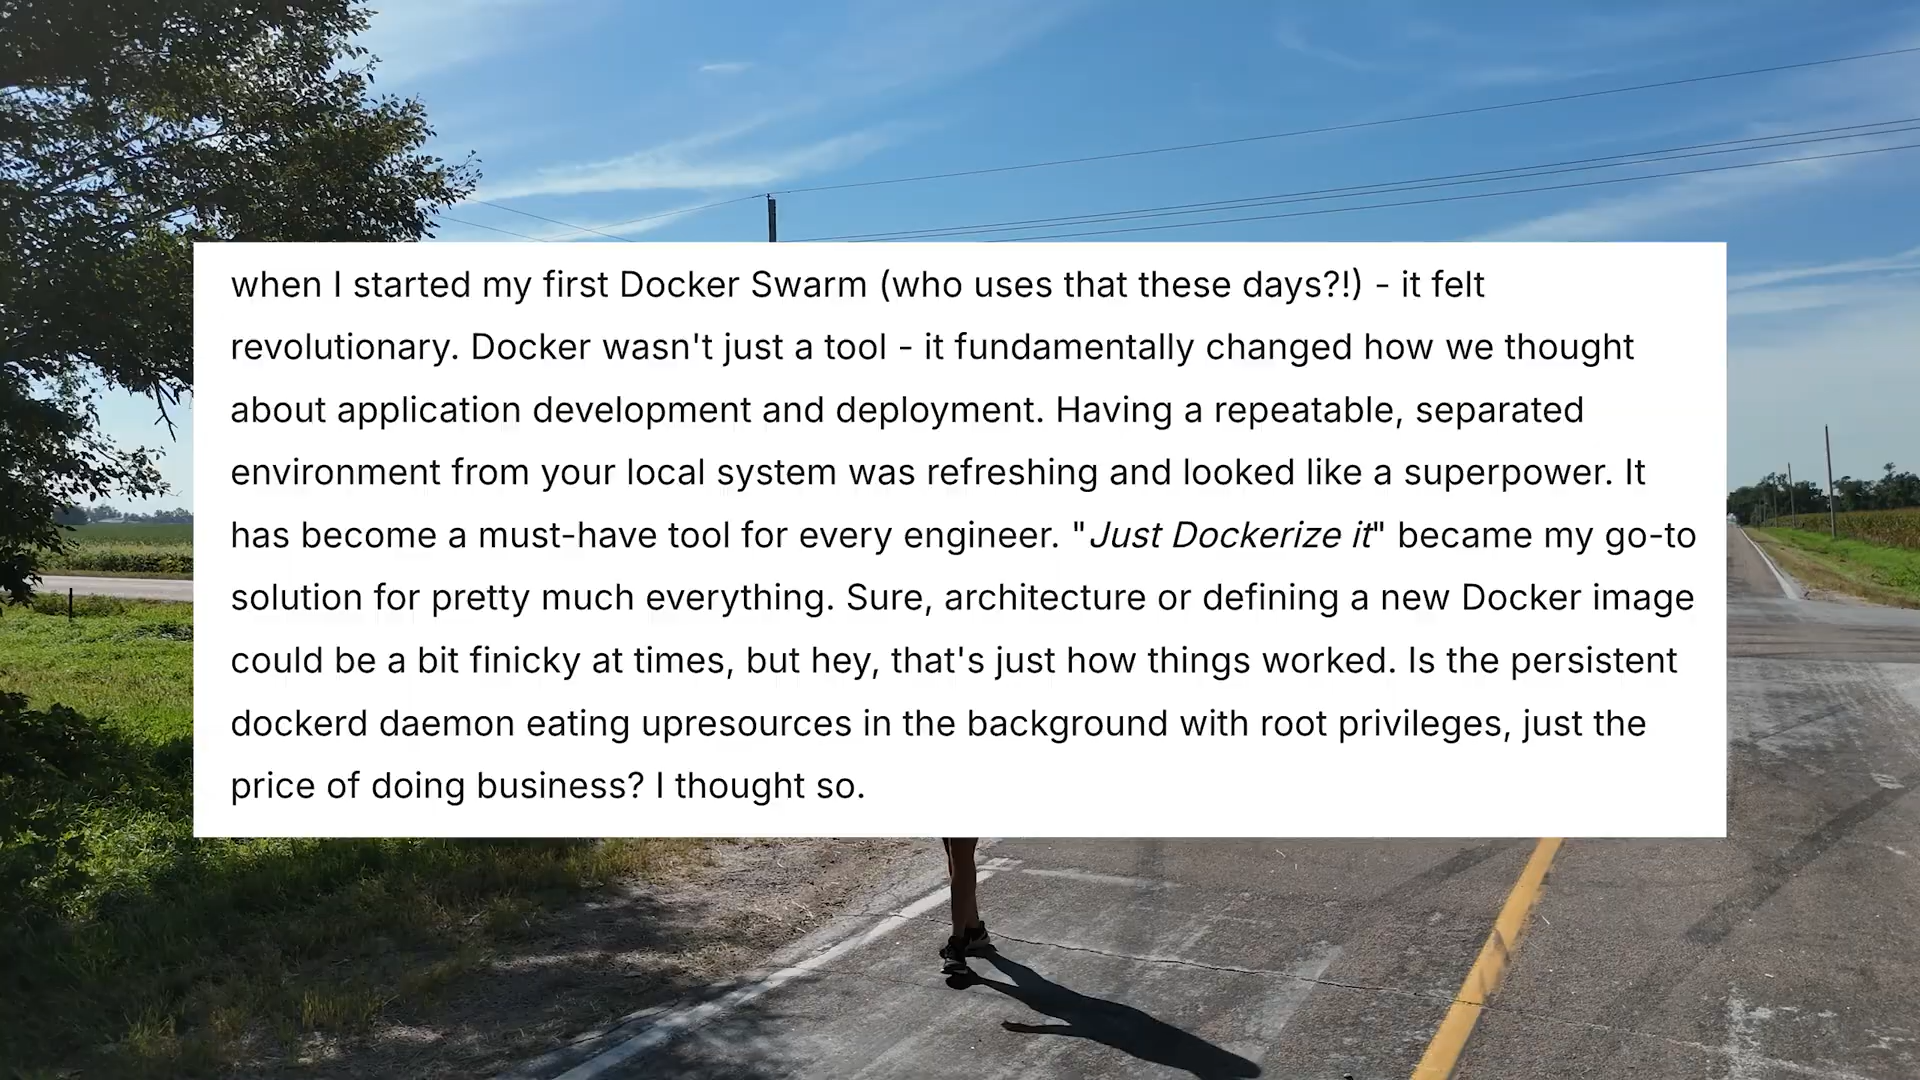 when I started my first Docker Swarm (who uses that these days?!) - it felt
revolutionary. Docker wasn't just a tool - it fundamentally changed how we thought
about application development and deployment. Having a repeatable, separated
environment from your local system was refreshing and looked like a superpower. It
has become a must-have tool for every engineer. "Just Dockerize it" became my go-to
solution for pretty much everything. Sure, architecture or defining a new Docker image
could be a bit finicky at times, but hey, that's just how things worked. Is the persistent
dockerd daemon eating upresources in the background with root privileges, just the
price of doing business? I thought so.